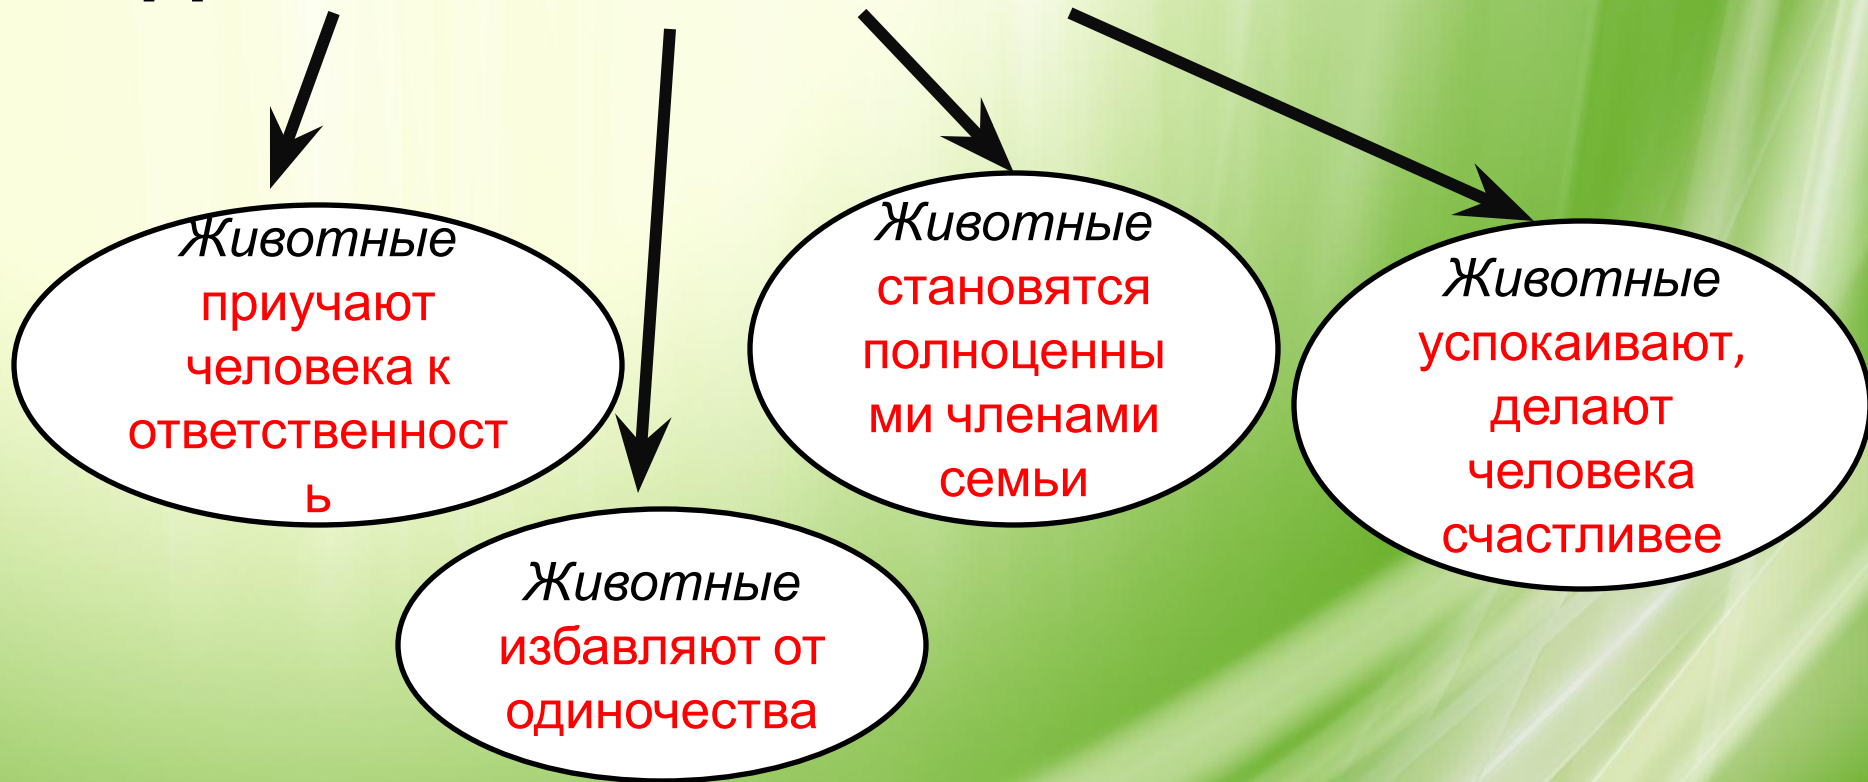 Животные
приучают
человека к
ответственност
ь
Животные
избавляют от
одиночества
Животные
становятся
полноценны
ми членами
семьи
Животные
успокаивают,
делают
человека
счастливее